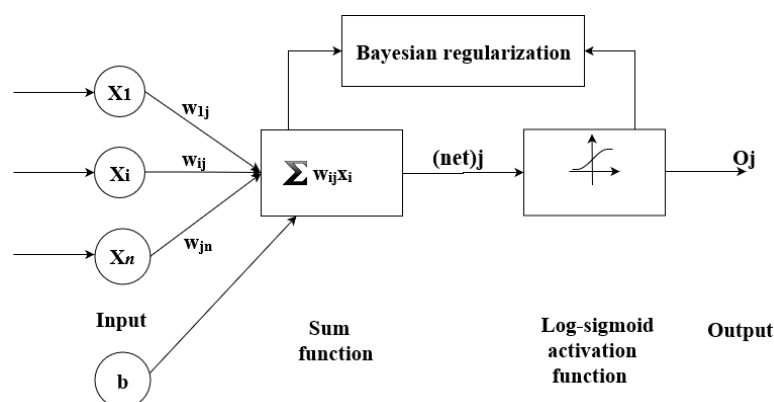 Bayesian regularization
X1
w1j
Xi
wij
∑ wijxi
(net)j
Oj
Xn
wjn
Input
Sum
function
Log-sigmoid
activation
function
Output
b